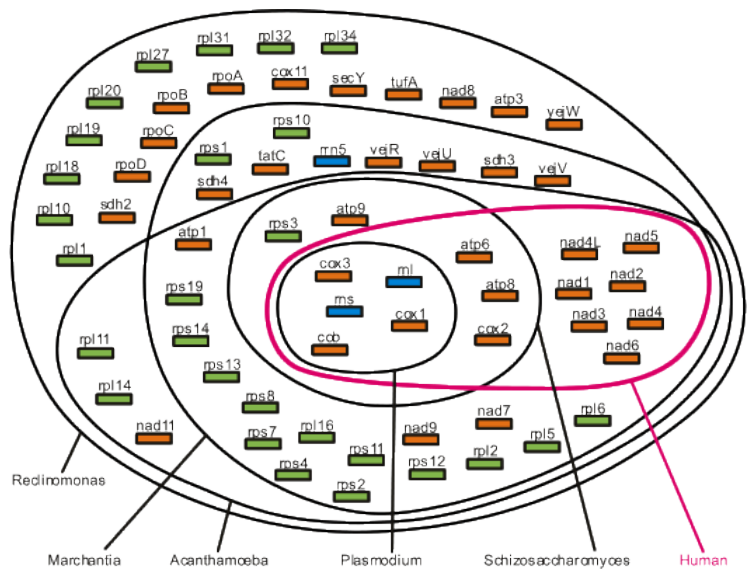 rpl31
rpl32
rpl34
rpl27
rpoA
cox11
secY
tufA
nad8
atp3
yejW
rpl20
rpoB
rps10
rpl19
rpoC
rps1
tatC
rrn5
yejR
yejU
sdh3
yejV
rpl18
rpoD
sdh4
rpl10
sdh2
atp9
rps3
atp1
nad4L
nad5
rpl1
cox3
rnl
atp6
nad1
nad2
rps19
rns
cox1
atp8
nad3
nad4
rps14
cob
cox2
nad6
rpl11
rps13
rpl14
rps8
nad7
rpl6
nad11
rps7
rpl16
nad9
rpl5
rps4
rps11
rps12
rpl2
rps2
Reclinomonas
Marchantia
Acanthamoeba
Plasmodium
Schizosaccharomyces
Human